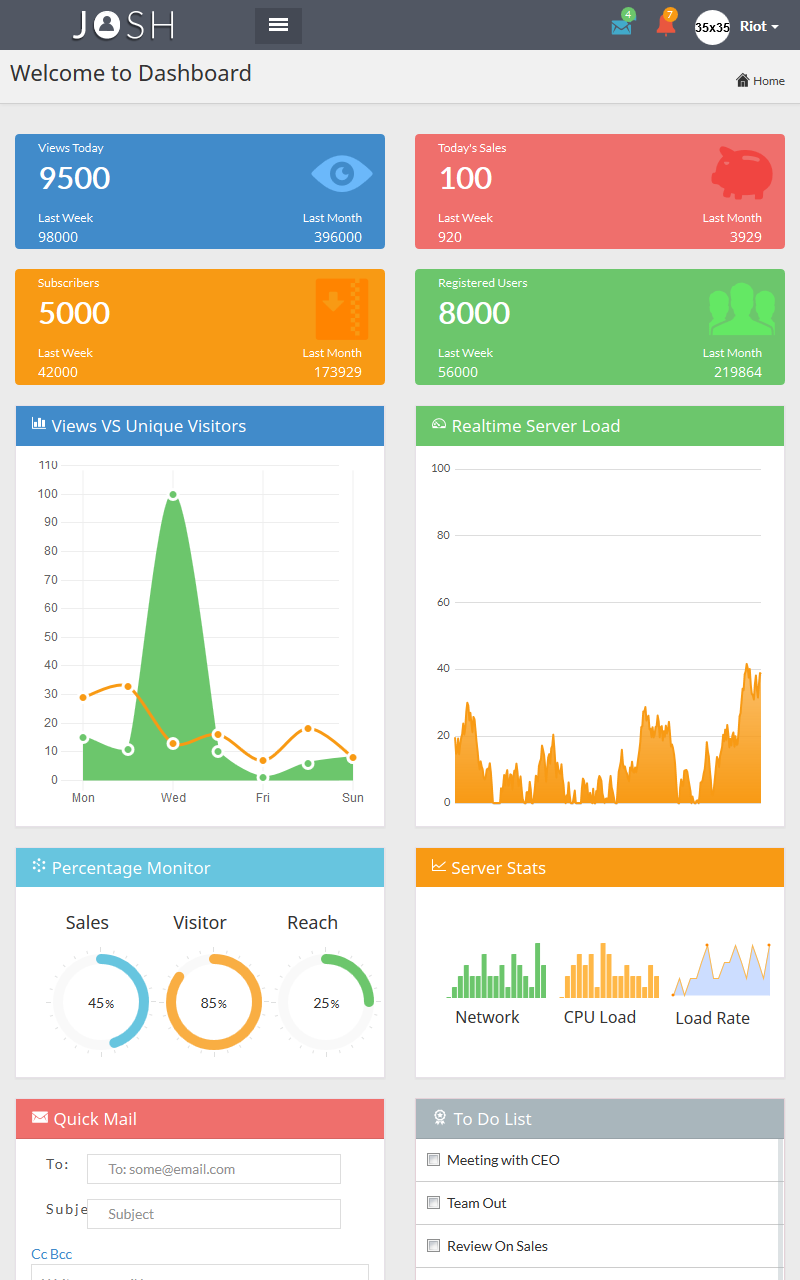 JOSH
4
7
35x35
Riot
Welcome to Dashboard
Home
Views Today
9500
Last Week
Last Month
98000
396000
Today's Sales
100
Last Week
Last Month
920
3929
Subscribers
5000
Last Week
Last Month
42000
173929
Registered Users
8000
Last Week
Last Month
56000
219864
Views VS Unique Visitors
110
100
90
80
70
60
50
40
30
20
10
0
Mon
Wed
Fri
Sun
Realtime Server Load
100
80
60
40
20
0
Percentage Monitor
Sales
Visitor
Reach
45%
85%
25%
Server Stats
Network
CPU Load
Load Rate
Quick Mail
To:
To: some@email.com
Subje
Subject
Cc Bcc
To Do List
Meeting with CEO
Team Out
Review On Sales